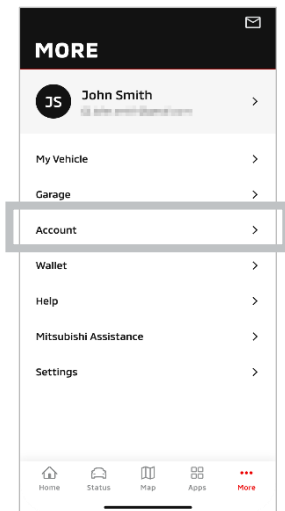 MORE
JS
John Smith
My Vehicle
Garage
Account
Wallet
Help
Mitsubishi Assistance
Settings
Home Status Map Apps More